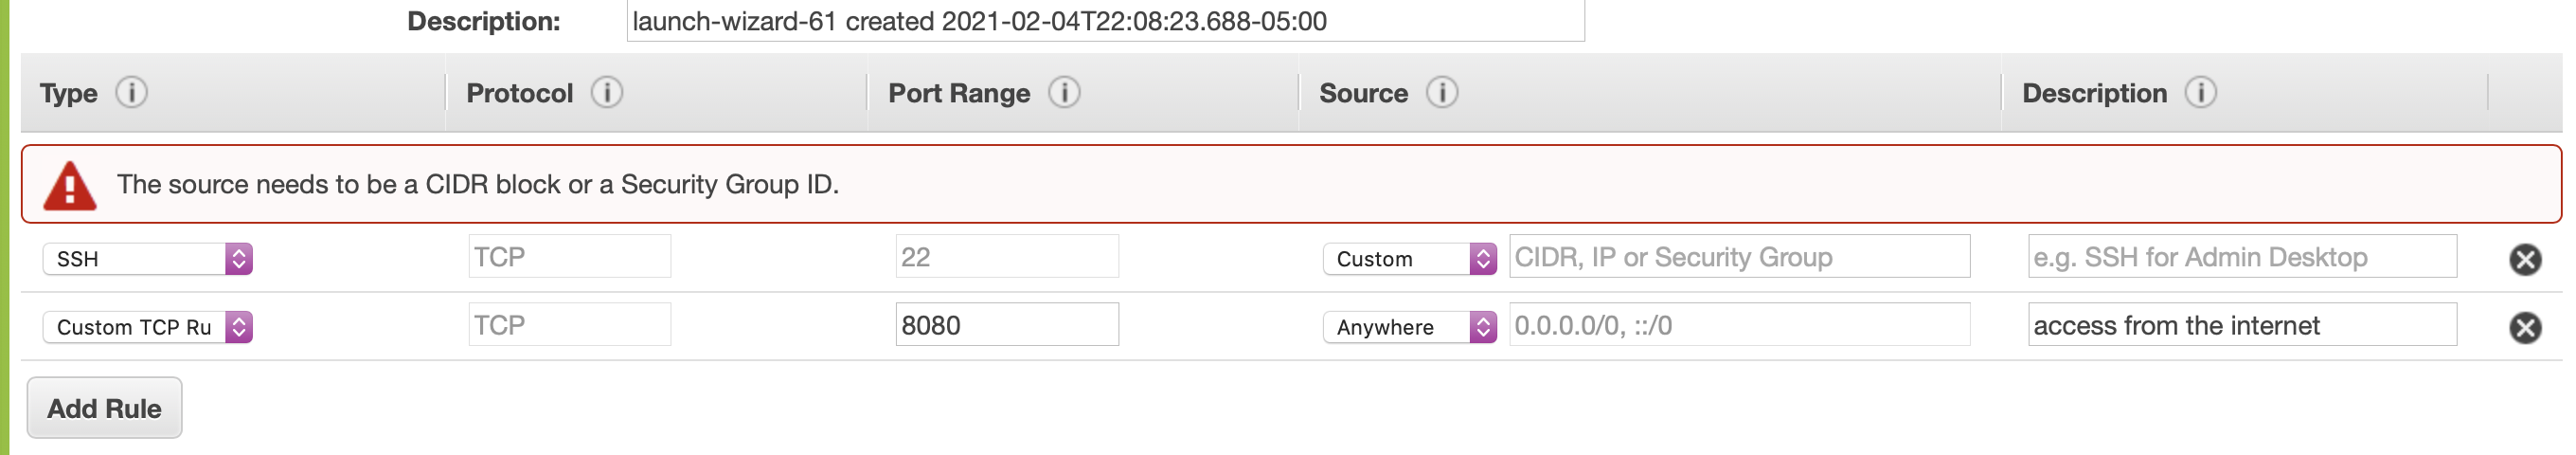 Description: launch-wizard-61 created 2021-02-04T22:08:23.688-05:00
Type Protocol Port Range Source Description
The source needs to be a CIDR block or a Security Group ID.
SSH TCP 22 Custom CIDR, IP or Security Group e.g. SSH for Admin Desktop
Custom TCP Ru TCP 8080 Anywhere 0.0.0.0/0, ::/0 access from the internet
Add Rule